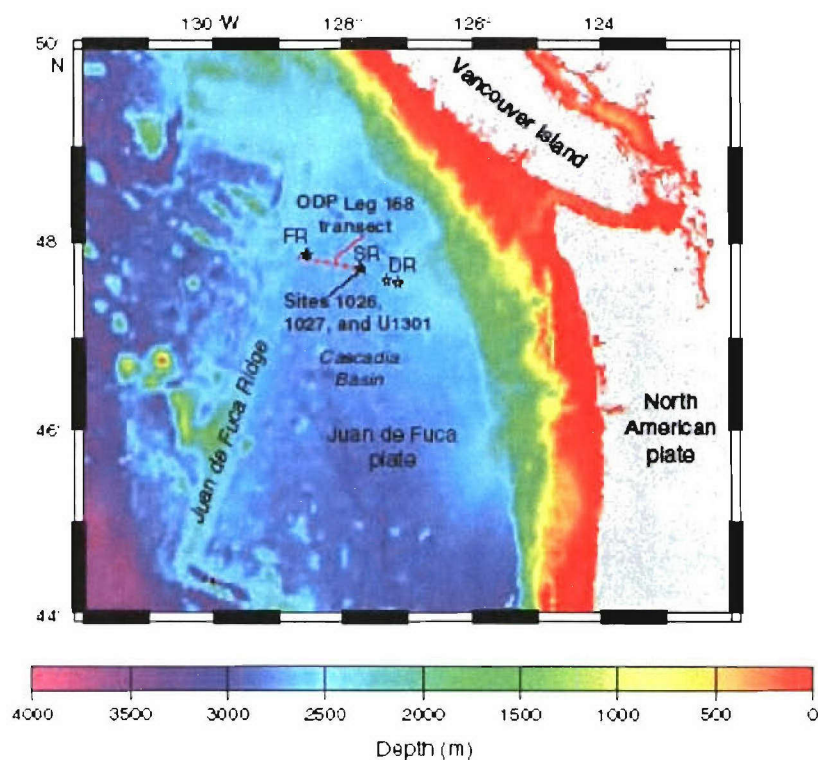 130 °W
128°
126°
124
50°
N
48
46°
44°
Vancouver Island
ODP Leg 168
transect
FR
SR
DR
Sites 1026,
1027, and U1301
Cascadia
Basin
Juan de Fuca Ridge
Juan de Fuca
plate
North
American
plate
4000 3500 3000 2500 2000 1500 1000 500 0
Depth (m)